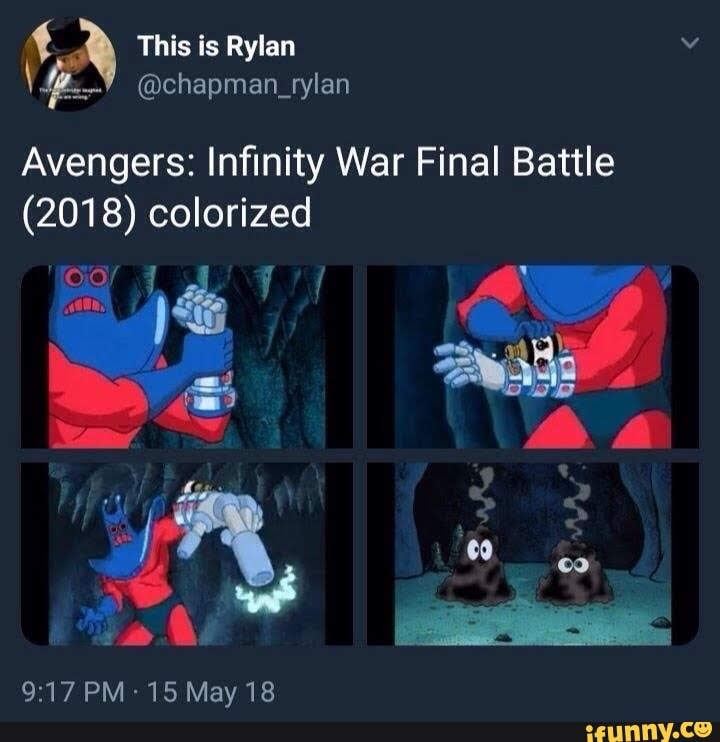 This is Rylan
@chapman_rylan
Avengers: Infinity War Final Battle
(2018) colorized
9:17 PM · 15 May 18
ifunny.co